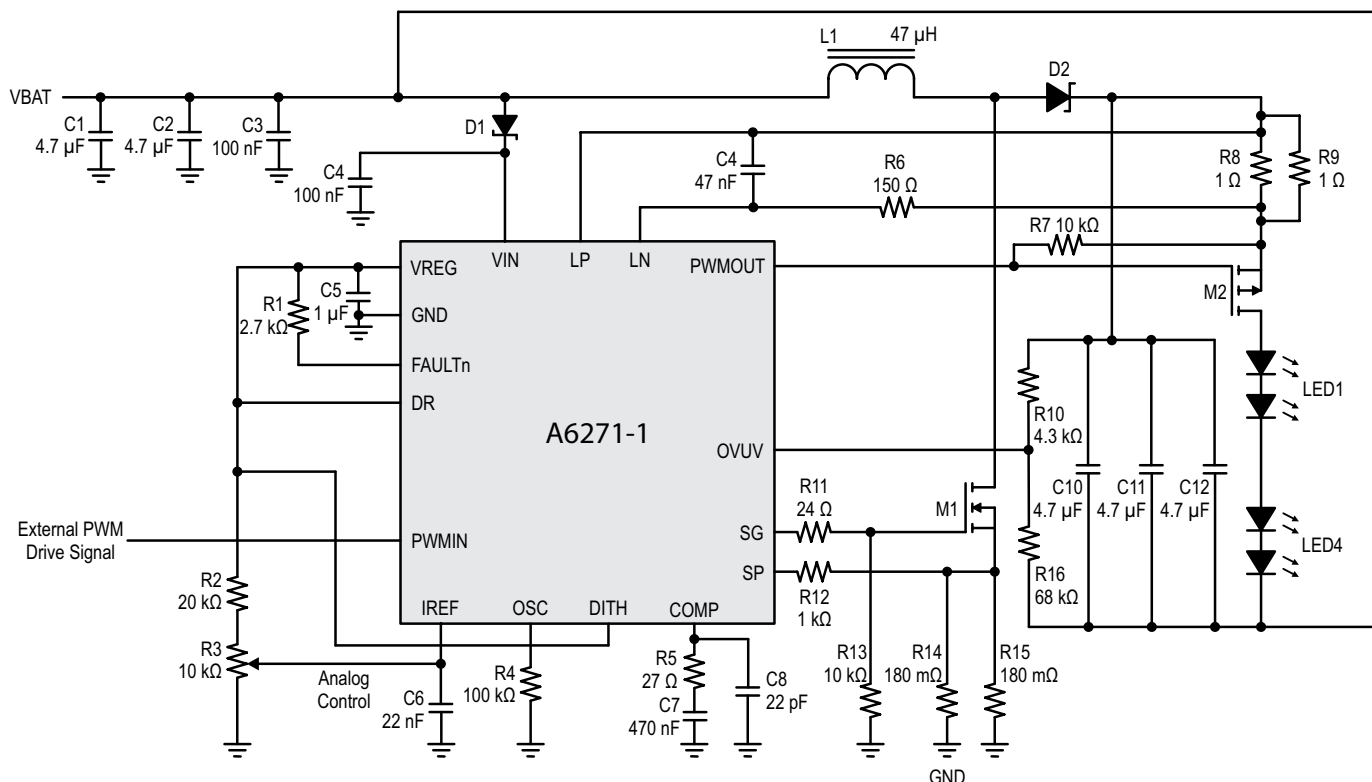 L1
47 µH
D2
VBAT
C1
4.7 µF
C2
4.7 µF
C3
100 nF
D1
C4
100 nF
C4
47 nF
R6
150 Ω
R8
1 Ω
R9
1 Ω
R7 10 kΩ
VIN
LP
LN
PWMOUT
VREG
C5
1 µF
R1
2.7 kΩ
GND
FAULTn
DR
M2
LED1
A6271-1
R10
4.3 kΩ
OVUV
C10
4.7 µF
C11
4.7 µF
C12
4.7 µF
R11
24 Ω
M1
External PWM
Drive Signal
PWMIN
SG
SP
LED4
R16
68 kΩ
R12
1 kΩ
R2
20 kΩ
IREF
OSC
DITH
COMP
R3
10 kΩ
Analog
Control
C6
22 nF
R4
100 kΩ
R5
27 Ω
C7
470 nF
C8
22 pF
R13
10 kΩ
R14
180 mΩ
R15
180 mΩ
GND